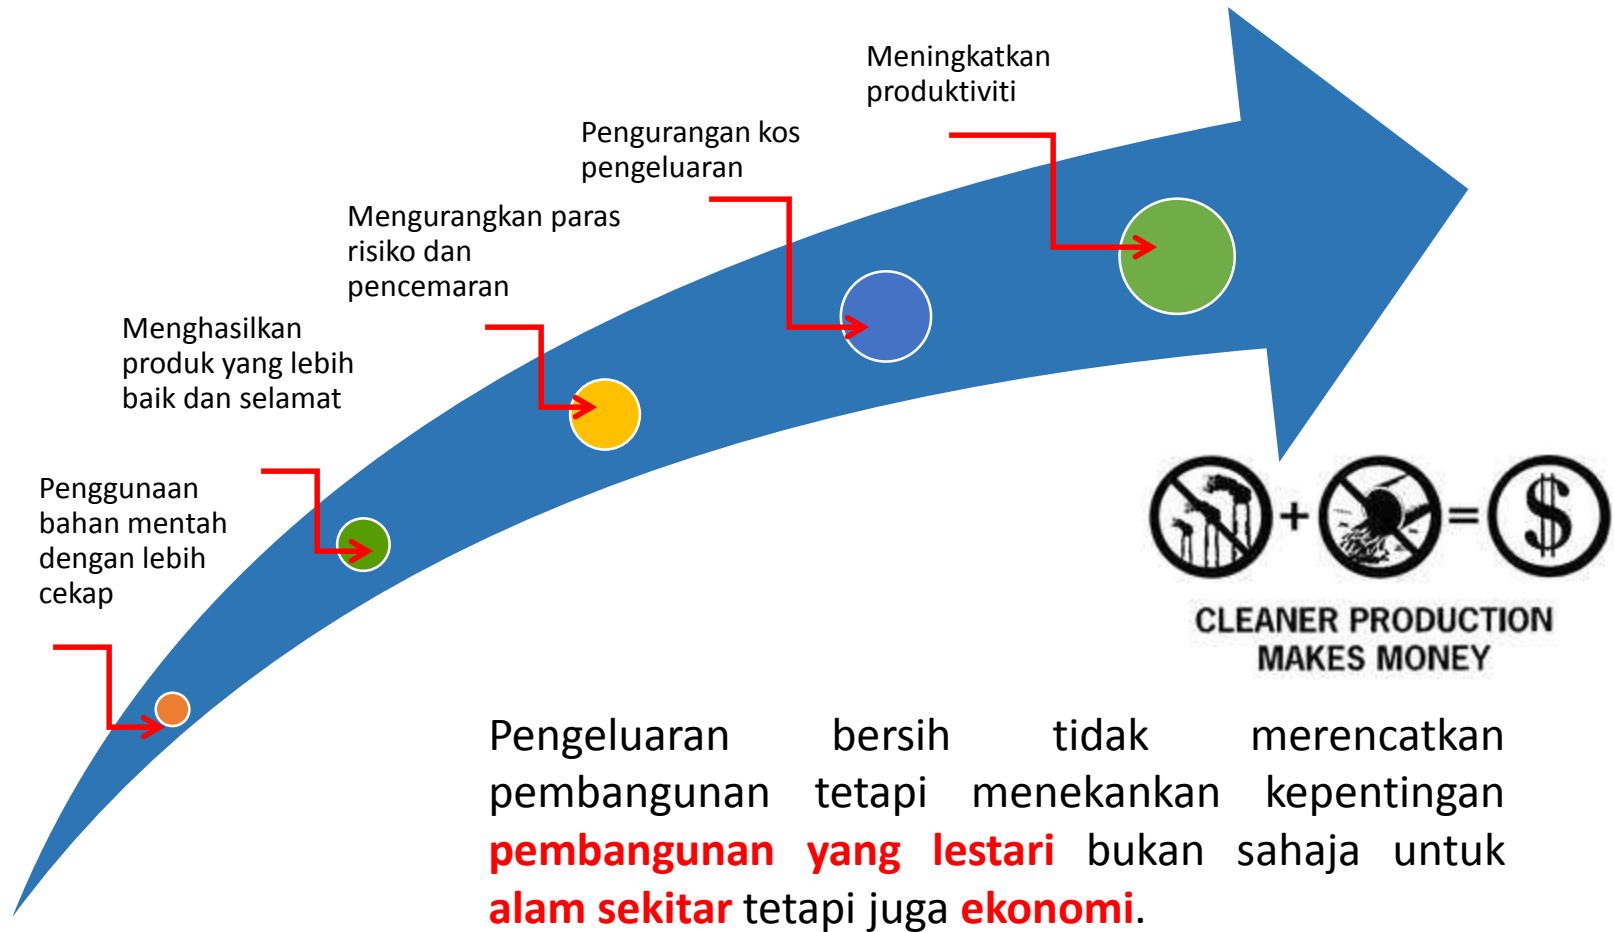 Meningkatkan
produktiviti
Pengurangan kos
pengeluaran
Mengurangkan paras
risiko dan
pencemaran
Menghasilkan
produk yang lebih
baik dan selamat
Penggunaan
bahan mentah
dengan lebih
cekap
+ = $
CLEANER PRODUCTION
MAKES MONEY
Pengeluaran bersih tidak merencatkan
pembangunan tetapi menekankan kepentingan
pembangunan yang lestari bukan sahaja untuk
alam sekitar tetapi juga ekonomi.